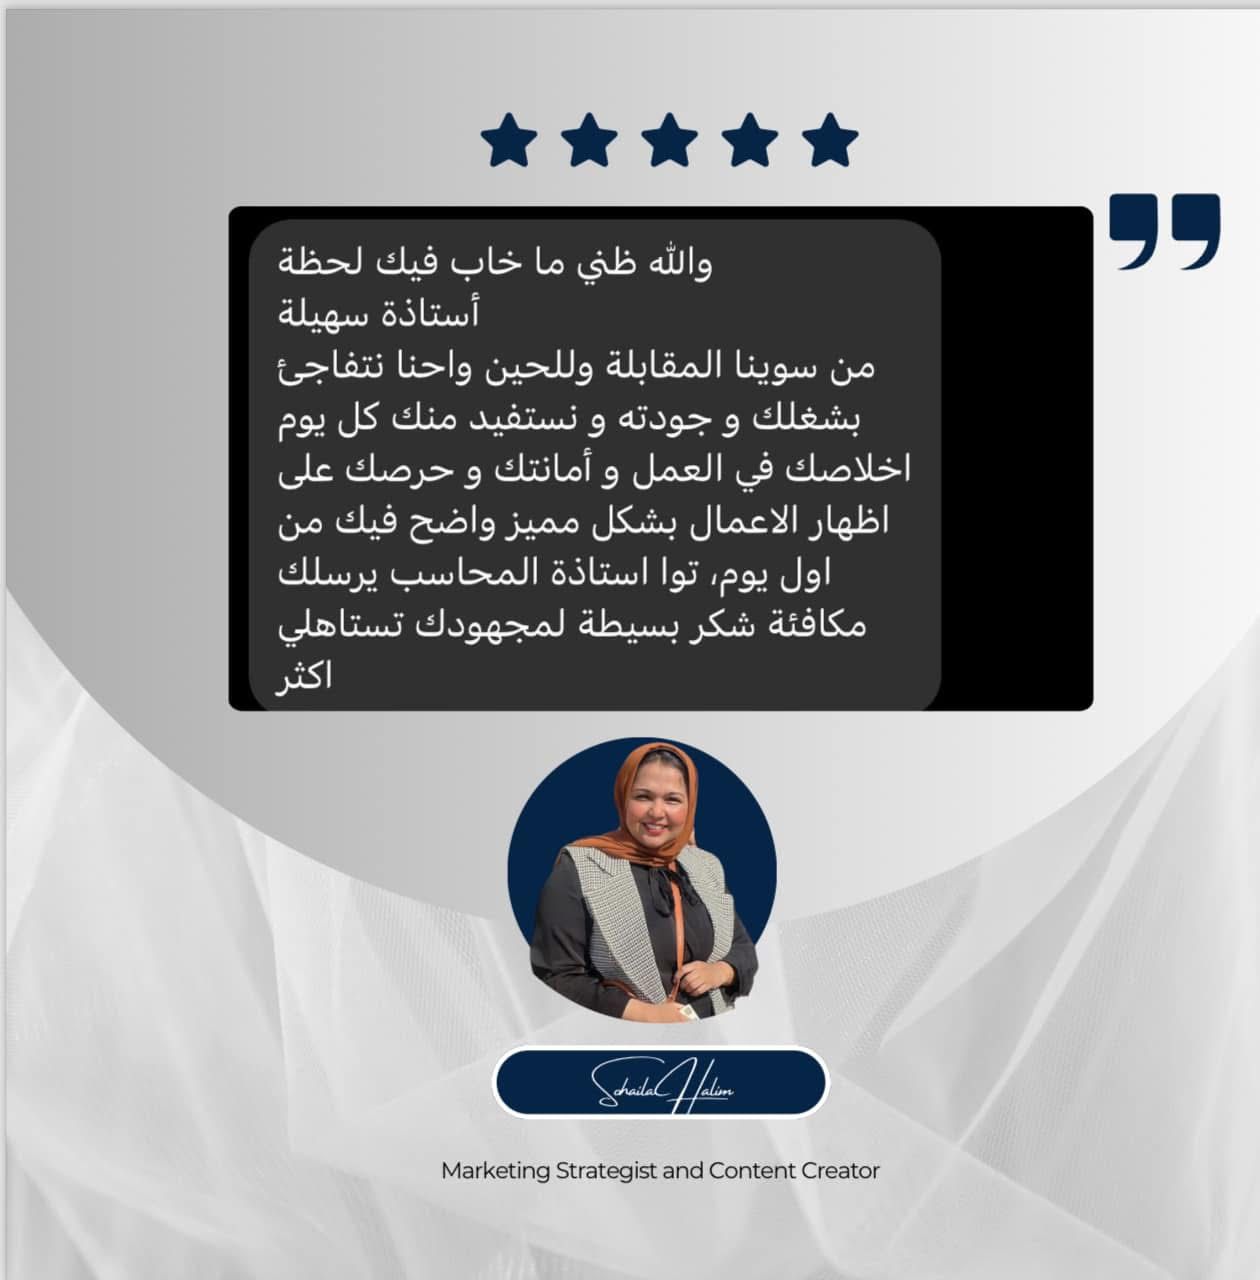 والله ظني ما خاب فيك لحظة
أستاذة سهيلة
من سوينا المقابلة وللحين واحنا نتفاجئ
بشغلك و جودته و نستفيد منك كل يوم
اخلاصك في العمل و أمانتك و حرصك على
اظهار الاعمال بشكل مميز واضح فيك من
اول يوم، توا استاذة المحاسب يرسلك
مكافئة شكر بسيطة لمجهودك تستاهلي
اكثر
Sohaila Halim
Marketing Strategist and Content Creator